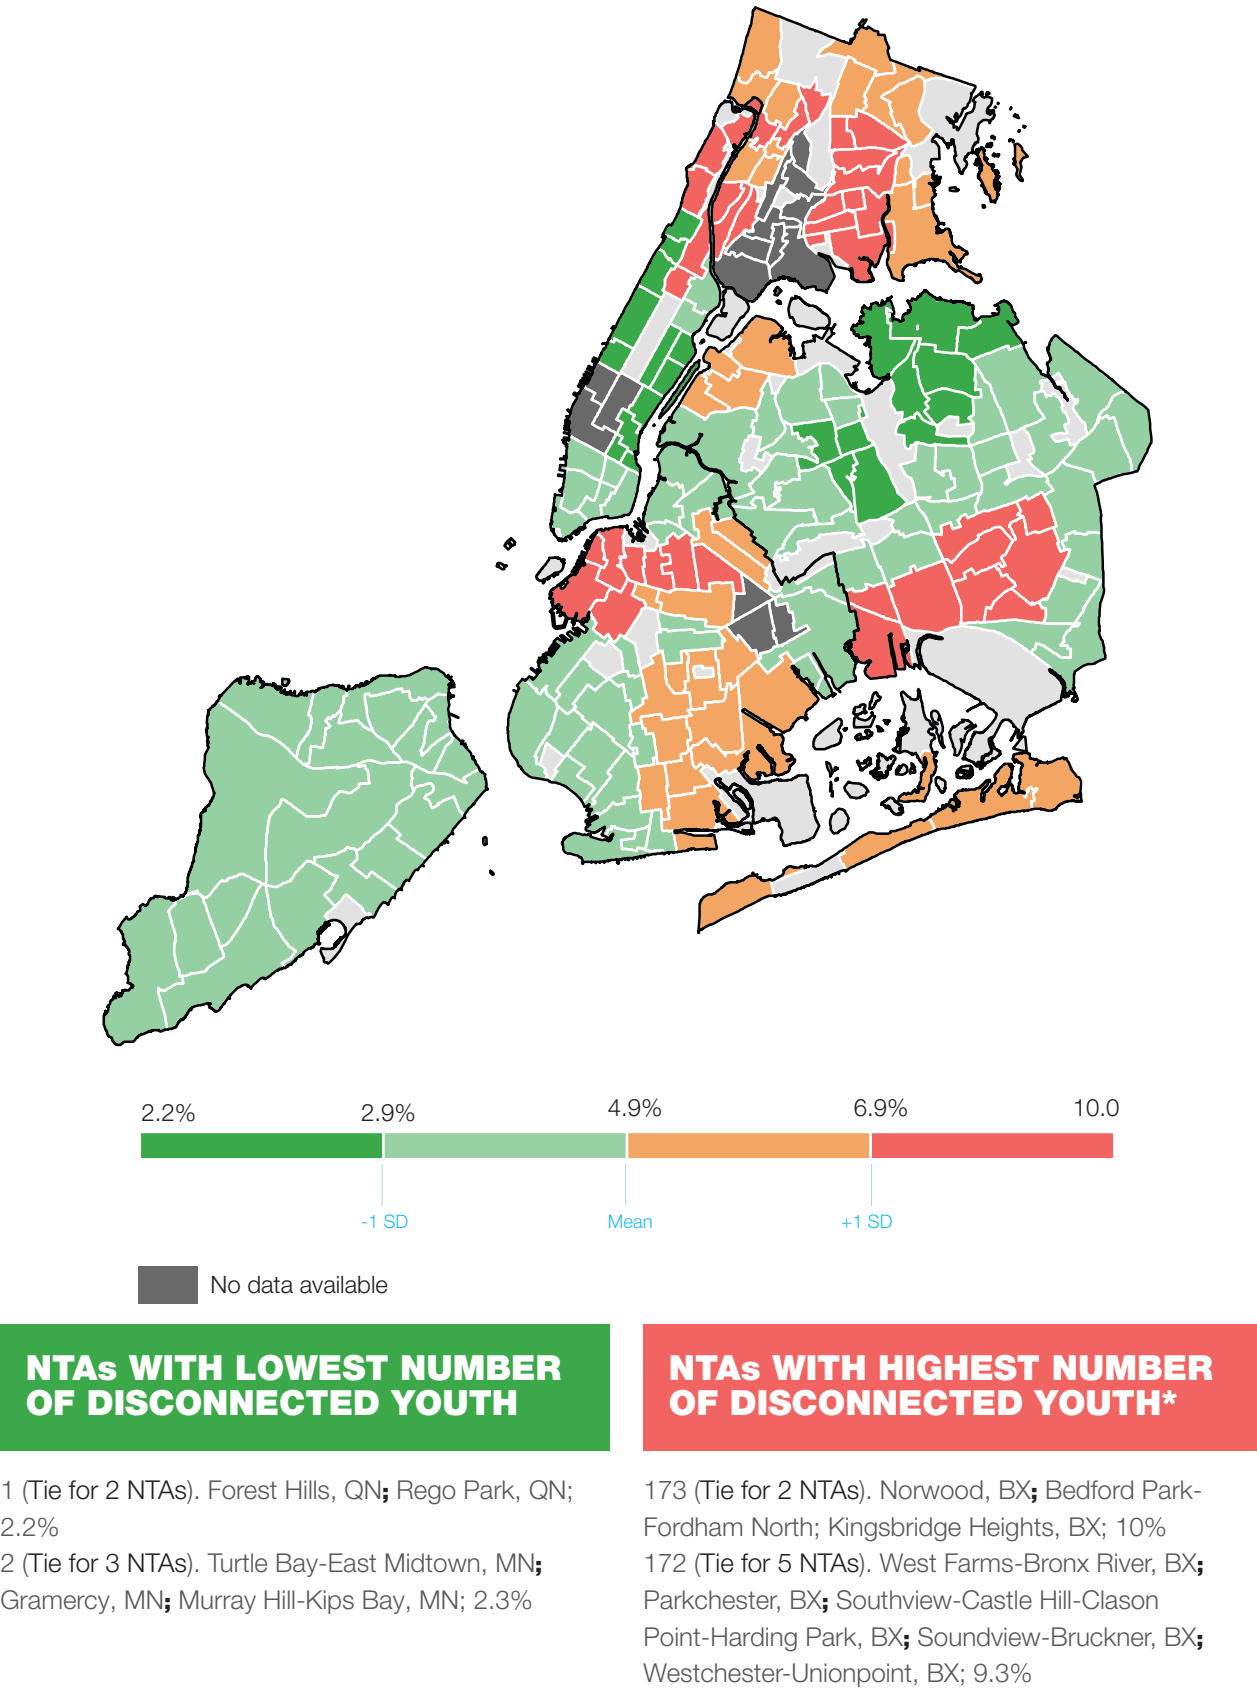 2.2%
2.9%
4.9%
6.9%
10.0
-1 SD
Mean
+1 SD
No data available
NTAs WITH LOWEST NUMBER
OF DISCONNECTED YOUTH
1 (Tie for 2 NTAs). Forest Hills, QN; Rego Park, QN;
2.2%
2 (Tie for 3 NTAs). Turtle Bay-East Midtown, MN;
Gramercy, MN; Murray Hill-Kips Bay, MN; 2.3%
NTAs WITH HIGHEST NUMBER
OF DISCONNECTED YOUTH*
173 (Tie for 2 NTAs). Norwood, BX; Bedford Park-
Fordham North; Kingsbridge Heights, BX; 10%
172 (Tie for 5 NTAs). West Farms-Bronx River, BX;
Parkchester, BX; Southview-Castle Hill-Clason
Point-Harding Park, BX; Soundview-Bruckner, BX;
Westchester-Unionpoint, BX; 9.3%